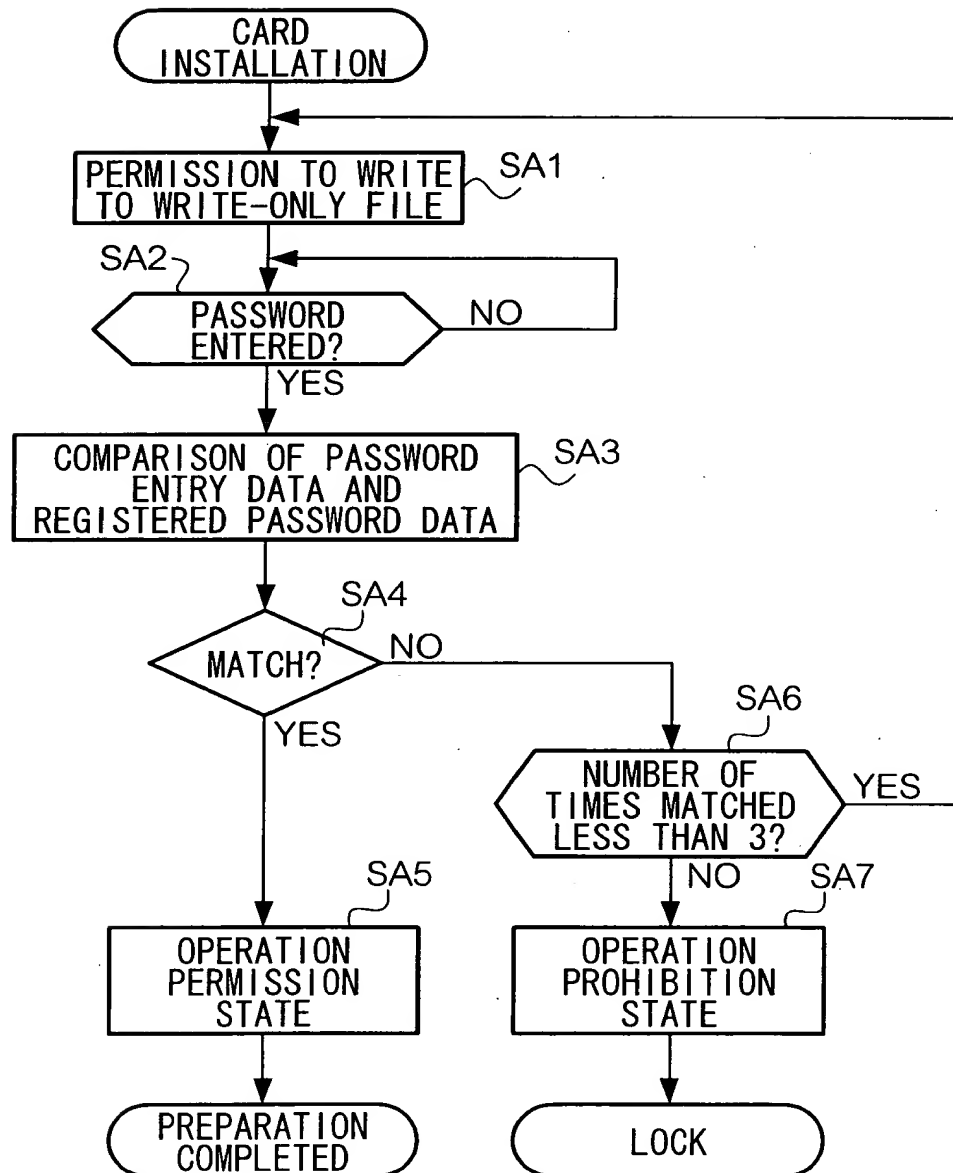 CARD
INSTALLATION
PERMISSION TO WRITE
TO WRITE-ONLY FILE
SA1
SA2
PASSWORD
ENTERED?
NO
YES
COMPARISON OF PASSWORD
ENTRY DATA AND
REGISTERED PASSWORD DATA
SA3
SA4
MATCH?
NO
YES
SA6
NUMBER OF
TIMES MATCHED
LESS THAN 3?
YES
NO
SA5
OPERATION
PERMISSION
STATE
SA7
OPERATION
PROHIBITION
STATE
PREPARATION
COMPLETED
LOCK